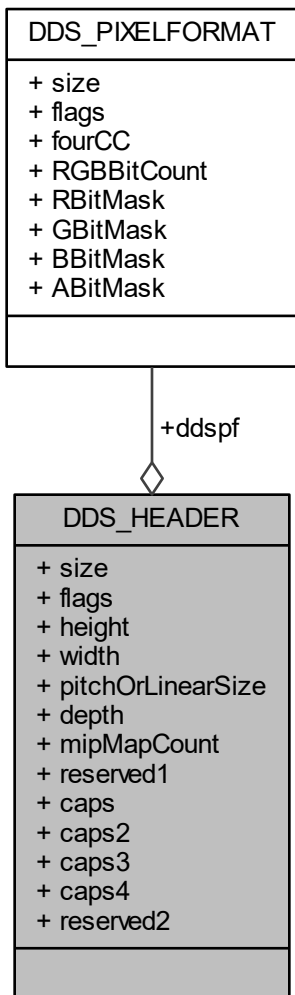 DDS_PIXELFORMAT
+ size
+ flags
+ fourCC
+ RGBBitCount
+ RBitMask
+ GBitMask
+ BBitMask
+ ABitMask
+ddspf
DDS_HEADER
+ size
+ flags
+ height
+ width
+ pitchOrLinearSize
+ depth
+ mipMapCount
+ reserved1
+ caps
+ caps2
+ caps3
+ caps4
+ reserved2